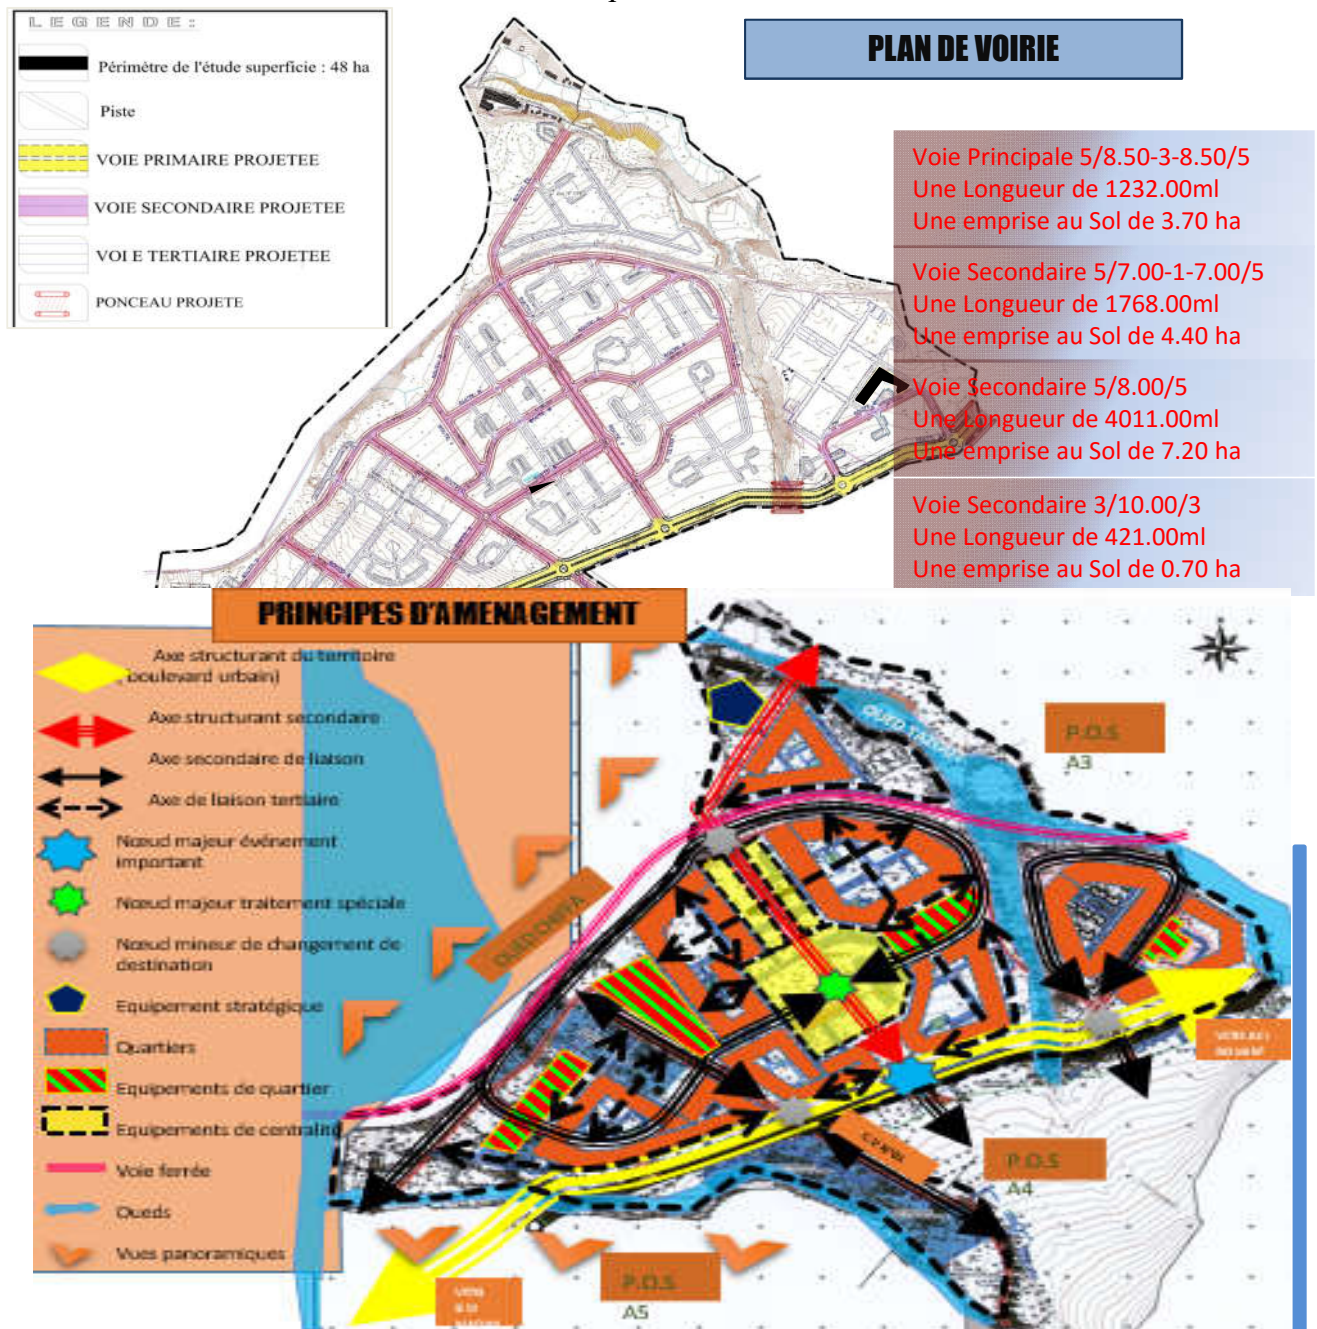 LEGENDE:
Périmètre de l'étude superficie : 48 ha
Piste
VOIE PRIMAIRE PROJETEE
VOIE SECONDAIRE PROJETEE
VOI E TERTIAIRE PROJETEE
PONCEAU PROJETE
PLAN DE VOIRIE
Voie Principale 5/8.50-3-8.50/5
Une Longueur de 1232.00ml
Une emprise au Sol de 3.70 ha
Voie Secondaire 5/7.00-1-7.00/5
Une Longueur de 1768.00ml
Une emprise au Sol de 4.40 ha
Voie Secondaire 5/8.00/5
Une Longueur de 4011.00ml
Une emprise au Sol de 7.20 ha
Voie Secondaire 3/10.00/3
Une Longueur de 421.00ml
Une emprise au Sol de 0.70 ha
PRINCIPES D'AMENAGEMENT
Axe structurant du territoire
( boulevard urbain)
Axe structurant secondaire
Axe secondaire de liaison
Axe de liaison tertiaire
Nœud majeur événement
important
Nœud majeur traitement spéciale
Nœud mineur de changement de
destination
Equipement stratégique
Quartiers
Equipements de quartier
Equipements de centralité
Voie ferrée
Oueds
Vues panoramiques
OUED
P.O.S
A3
P.O.S
A4
P.O.S
A5